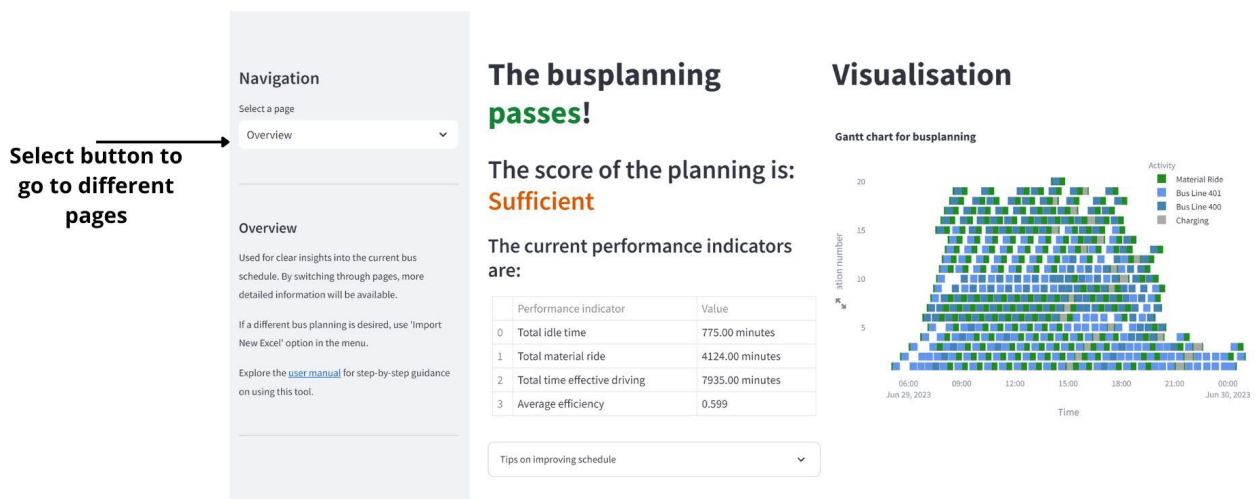 Select button to
go to different
pages
Navigation
Select a page
Overview
Overview
Used for clear insights into the current bus
schedule. By switching through pages, more
detailed information will be available.
If a different bus planning is desired, use 'Import
New Excel' option in the menu.
Explore the user manual for step-by-step guidance
on using this tool.
The busplanning
passes!
The score of the planning is:
Sufficient
The current performance indicators
are:
Performance indicator Value
0 Total idle time 775.00 minutes
1 Total material ride 4124.00 minutes
2 Total time effective driving 7935.00 minutes
3 Average efficiency 0.599
Tips on improving schedule
Visualisation
Gantt chart for busplanning
Activity
Material Ride
Bus Line 401
Bus Line 400
Charging
20
15
10
5
ation number
06:00 09:00 12:00 15:00 18:00 21:00 00:00
Jun 29, 2023 Jun 30, 2023
Time